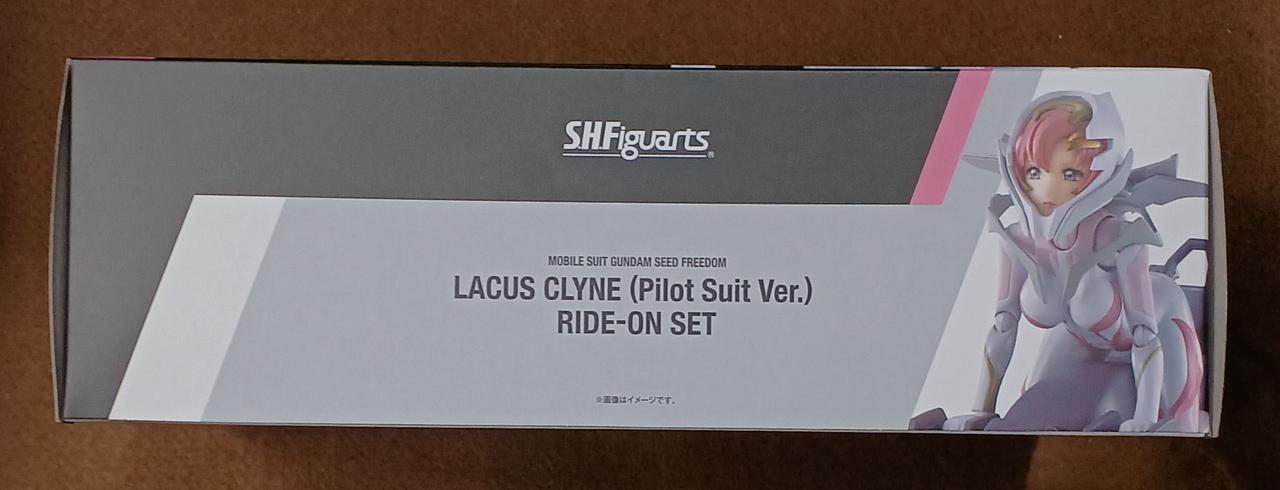 S.H.Figuarts®
MOBILE SUIT GUNDAM SEED FREEDOM
LACUS CLYNE (Pilot Suit Ver.)
RIDE-ON SET
※画像はイメージです。